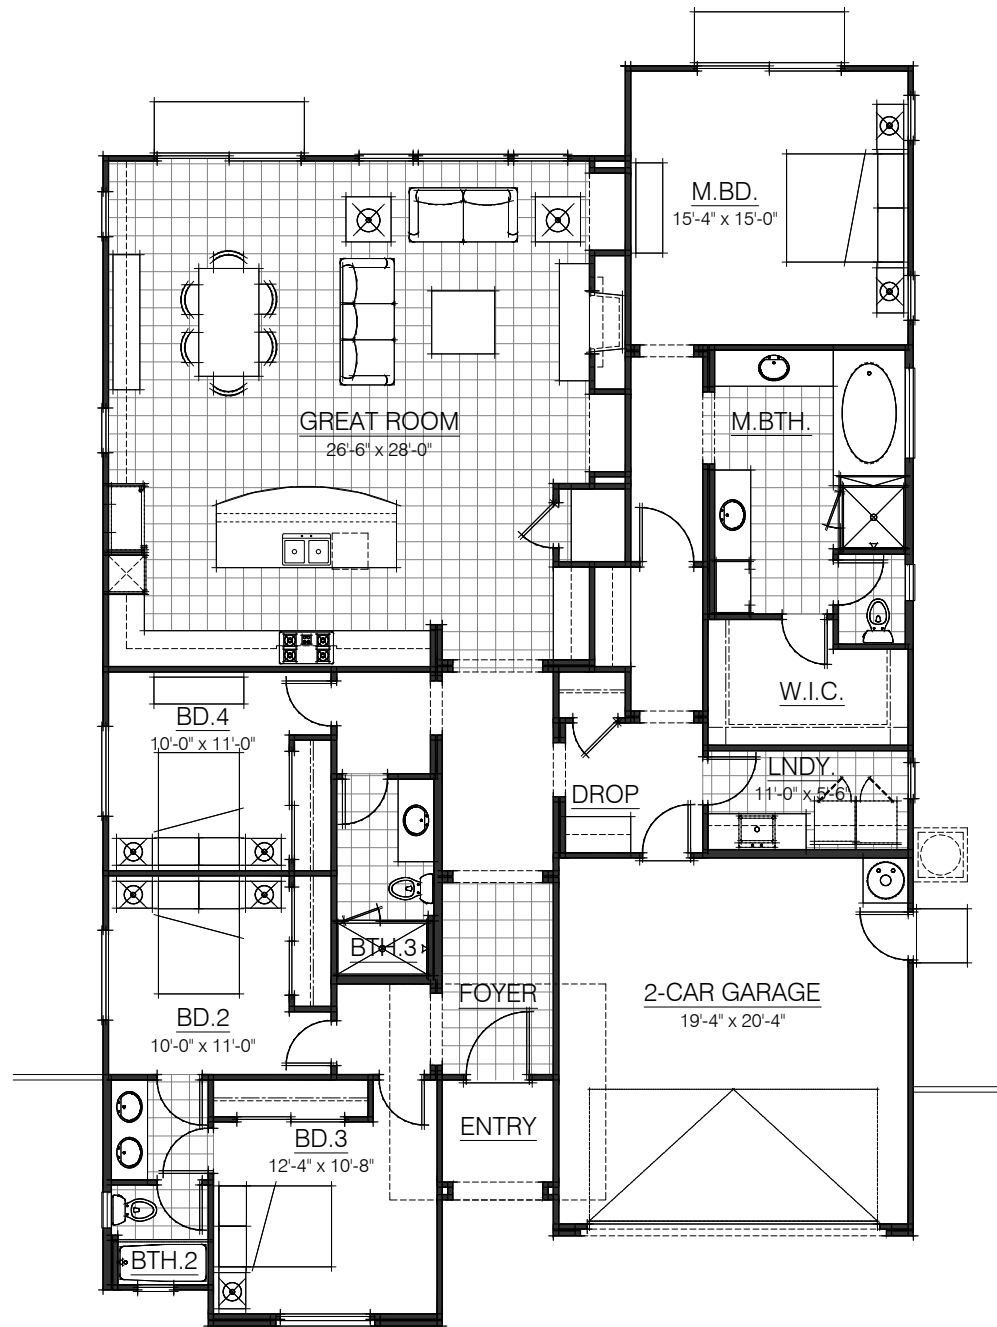 M.BD.
15'-4" x 15'-0"
GREAT ROOM
26'-6" x 28'-0"
M.BTH.
W.I.C.
BD.4
10'-0" x 11'-0"
LNDY.
11'-0" x 5'-6"
DROP
BTH.3
FOYER
2-CAR GARAGE
19'-4" x 20'-4"
BD.2
10'-0" x 11'-0"
ENTRY
BD.3
12'-4" x 10'-8"
BTH.2